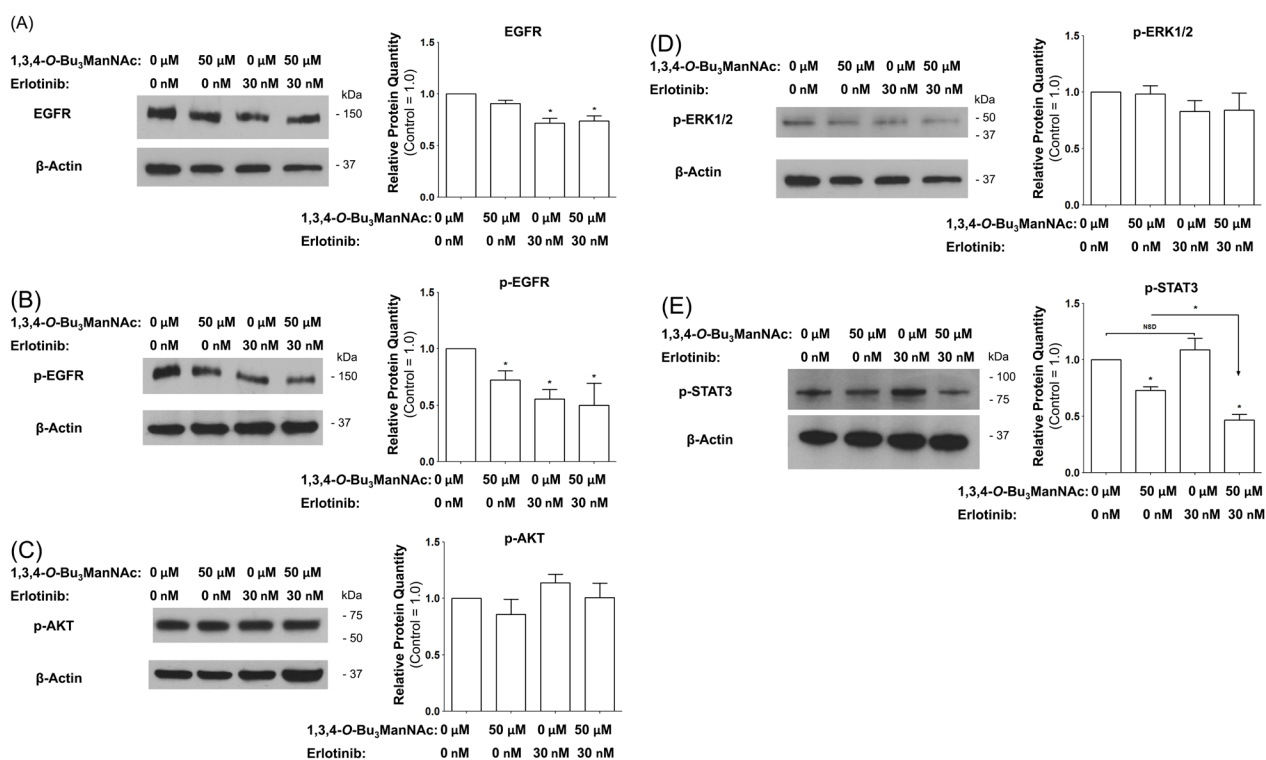 (A)
1,3,4-O-Bu₃ManNAc: 0 µM 50 µM 0 µM 50 µM
Erlotinib: 0 nM 0 nM 30 nM 30 nM
kDa
EGFR - 150
β-Actin - 37
EGFR
Relative Protein Quantity
(Control = 1.0)
1.5
1.0
0.5
0.0
* *
1,3,4-O-Bu₃ManNAc: 0 µM 50 µM 0 µM 50 µM
Erlotinib: 0 nM 0 nM 30 nM 30 nM
(B)
1,3,4-O-Bu₃ManNAc: 0 µM 50 µM 0 µM 50 µM
Erlotinib: 0 nM 0 nM 30 nM 30 nM
kDa
p-EGFR - 150
β-Actin - 37
p-EGFR
Relative Protein Quantity
(Control = 1.0)
1.5
1.0
0.5
0.0
* * *
1,3,4-O-Bu₃ManNAc: 0 µM 50 µM 0 µM 50 µM
Erlotinib: 0 nM 0 nM 30 nM 30 nM
(C)
1,3,4-O-Bu₃ManNAc: 0 µM 50 µM 0 µM 50 µM
Erlotinib: 0 nM 0 nM 30 nM 30 nM
kDa
- 75
p-AKT
- 50
β-Actin - 37
p-AKT
Relative Protein Quantity
(Control = 1.0)
1.5
1.0
0.5
0.0
1,3,4-O-Bu₃ManNAc: 0 µM 50 µM 0 µM 50 µM
Erlotinib: 0 nM 0 nM 30 nM 30 nM
(D)
1,3,4-O-Bu₃ManNAc: 0 µM 50 µM 0 µM 50 µM
Erlotinib: 0 nM 0 nM 30 nM 30 nM
kDa
p-ERK1/2 - 50
- 37
β-Actin - 37
p-ERK1/2
Relative Protein Quantity
(Control = 1.0)
1.5
1.0
0.5
0.0
1,3,4-O-Bu₃ManNAc: 0 µM 50 µM 0 µM 50 µM
Erlotinib: 0 nM 0 nM 30 nM 30 nM
(E)
1,3,4-O-Bu₃ManNAc: 0 µM 50 µM 0 µM 50 µM
Erlotinib: 0 nM 0 nM 30 nM 30 nM
kDa
- 100
p-STAT3
- 75
β-Actin - 37
p-STAT3
Relative Protein Quantity
(Control = 1.0)
1.5
1.0
0.5
0.0
*
NSD
*
*
1,3,4-O-Bu₃ManNAc: 0 µM 50 µM 0 µM 50 µM
Erlotinib: 0 nM 0 nM 30 nM 30 nM